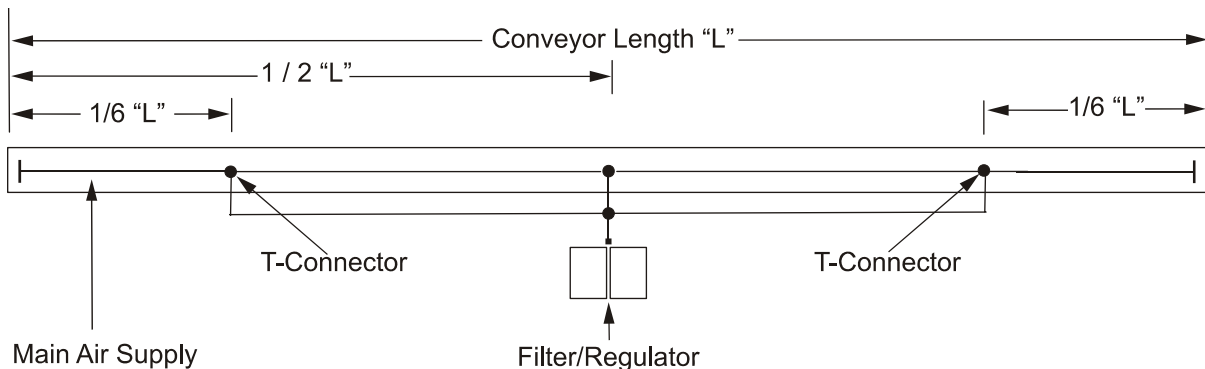 Conveyor Length “L”
1 / 2 “L”
1/6 “L”
1/6 “L”
T-Connector
T-Connector
Main Air Supply
Filter/Regulator